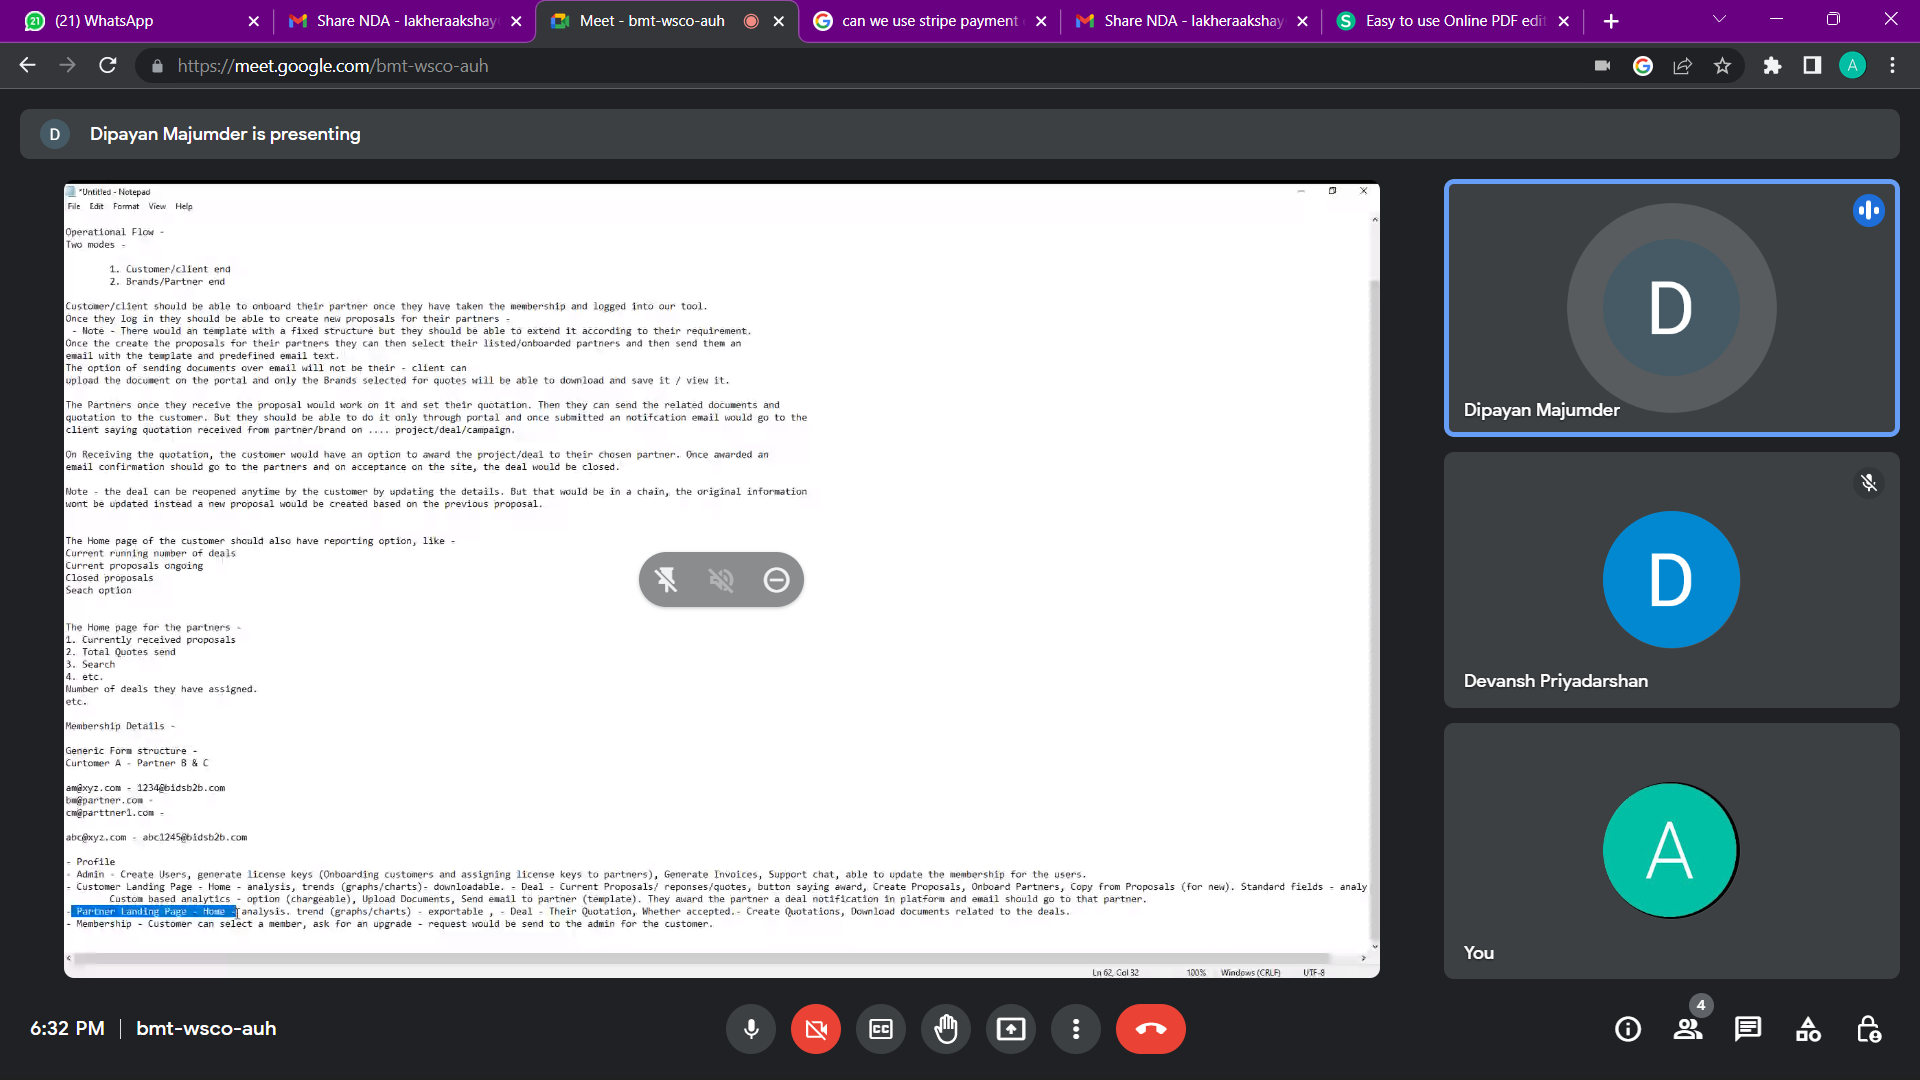 21
(21) WhatsApp
Share NDA - lakheraakshay
Meet - bmt-wsco-auh
can we use stripe payment
Share NDA - lakheraakshay
S
Easy to use Online PDF edit
https://meet.google.com/bmt-wsco-auh
A
D
Dipayan Majumder is presenting
*Untitled - Notepad
File Edit Format View Help
Operational Flow -
Two modes -
1. Customer/client end
2. Brands/Partner end
Customer/client should be able to onboard their partner once they have taken the membership and logged into our tool.
Once they log in they should be able to create new proposals for their partners -
- Note - There would an template with a fixed structure but they should be able to extend it according to their requirement.
Once the create the proposals for their partners they can then select their listed/onboarded partners and then send them an
email with the template and predefined email text.
The option of sending documents over email will not be their - client can
upload the document on the portal and only the Brands selected for quotes will be able to download and save it / view it.
The Partners once they receive the proposal would work on it and set their quotation. Then they can send the related documents and
quotation to the customer. But they should be able to do it only through portal and once submitted an notifcation email would go to the
client saying quotation received from partner/brand on .... project/deal/campaign.
On Receiving the quotation, the customer would have an option to award the project/deal to their chosen partner. Once awarded an
email confirmation should go to the partners and on acceptance on the site, the deal would be closed.
Note - the deal can be reopened anytime by the customer by updating the details. But that would be in a chain, the original information
wont be updated instead a new proposal would be created based on the previous proposal.
The Home page of the customer should also have reporting option, like -
Current running number of deals
Current proposals ongoing
Closed proposals
Seach option
The Home page for the partners -
1. Currently received proposals
2. Total Quotes send
3. Search
4. etc.
Number of deals they have assigned.
etc.
Membership Details -
Generic Form structure -
Curtomer A - Partner B & C
am@xyz.com - 1234@bidsb2b.com
bm@partner.com -
cm@parttner1.com -
abc@xyz.com - abc1245@bidsb2b.com
- Profile
- Admin - Create Users, generate license keys (Onboarding customers and assigning license keys to partners), Generate Invoices, Support chat, able to update the membership for the users.
- Customer Landing Page - Home - analysis, trends (graphs/charts)- downloadable. - Deal - Current Proposals/ reponses/quotes, button saying award, Create Proposals, Onboard Partners, Copy from Proposals (for new). Standard fields - analy
Custom based analytics - option (chargeable), Upload Documents, Send email to partner (template). They award the partner a deal notification in platform and email should go to that partner.
- Partner Landing Page - Home - analysis. trend (graphs/charts) - exportable , - Deal - Their Quotation, Whether accepted.- Create Quotations, Download documents related to the deals.
- Membership - Customer can select a member, ask for an upgrade - request would be send to the admin for the customer.
Ln 62, Col 32 100% Windows (CRLF) UTF-8
D
Dipayan Majumder
D
Devansh Priyadarshan
A
You
6:32 PM | bmt-wsco-auh
CC
4